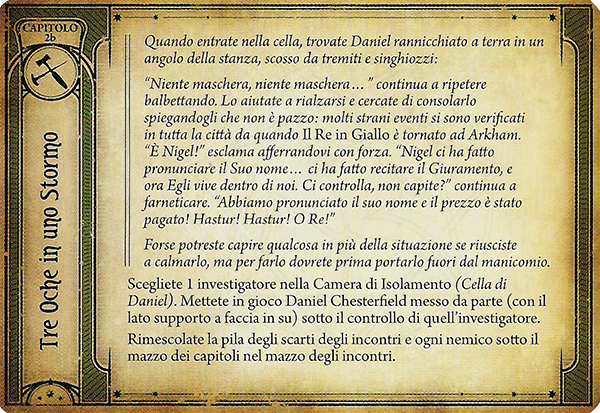 CAPITOLO
2b
Tre Oche in uno Stormo
Quando entrate nella cella, trovate Daniel rannicchiato a terra in un
angolo della stanza, scosso da tremiti e singhiozzi:
“Niente maschera, niente maschera…” continua a ripetere
balbettando. Lo aiutate a rialzarsi e cercate di consolarlo
spiegandogli che non è pazzo: molti strani eventi si sono verificati
in tutta la città da quando Il Re in Giallo è tornato ad Arkham.
“È Nigel!” esclama afferrandovi con forza. “Nigel ci ha fatto
pronunciare il Suo nome… ci ha fatto recitare il Giuramento, e
ora Egli vive dentro di noi. Ci controlla, non capite?” continua a
farneticare. “Abbiamo pronunciato il suo nome e il prezzo è stato
pagato! Hastur! Hastur! O Re!”
Forse potreste capire qualcosa in più della situazione se riusciste
a calmarlo, ma per farlo dovrete prima portarlo fuori dal manicomio.
Scegliete 1 investigatore nella Camera di Isolamento (Cella di
Daniel). Mettete in gioco Daniel Chesterfield messo da parte (con il
lato supporto a faccia in su) sotto il controllo di quell’investigatore.
Rimescolate la pila degli scarti degli incontri e ogni nemico sotto il
mazzo dei capitoli nel mazzo degli incontri.